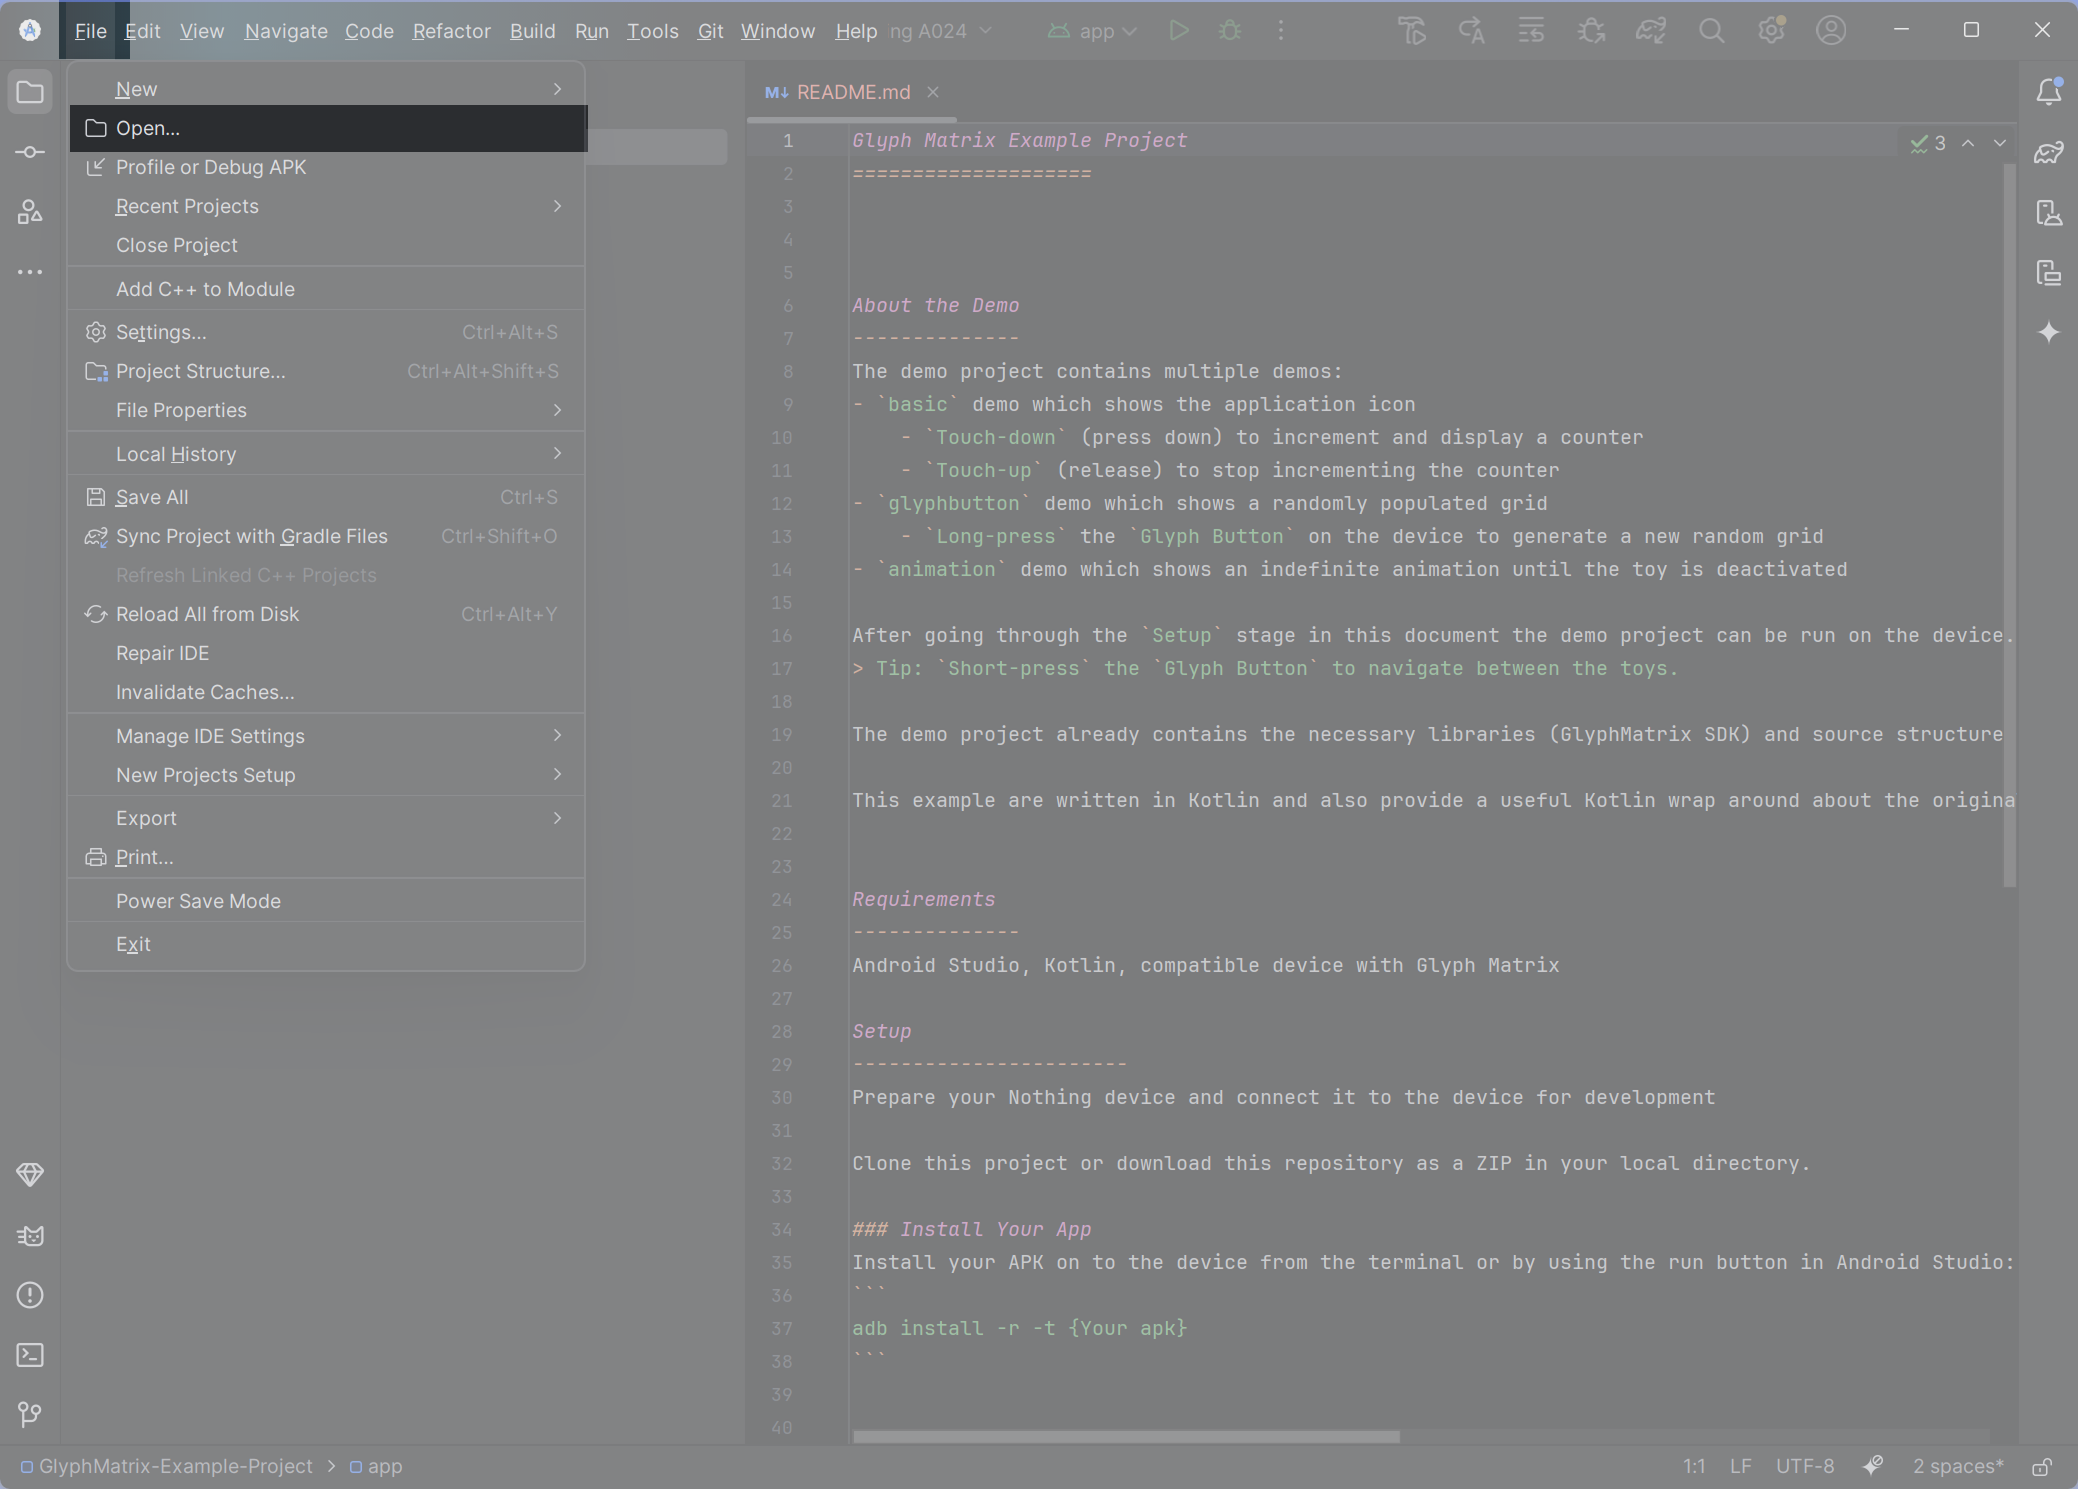 File Edit View Navigate Code Refactor Build Run Tools Git Window Help ng A024 app
New
Open...
Profile or Debug APK
Recent Projects
Close Project
Add C++ to Module
Settings... Ctrl+Alt+S
Project Structure... Ctrl+Alt+Shift+S
File Properties
Local History
Save All Ctrl+S
Sync Project with Gradle Files Ctrl+Shift+O
Refresh Linked C++ Projects
Reload All from Disk Ctrl+Alt+Y
Repair IDE
Invalidate Caches...
Manage IDE Settings
New Projects Setup
Export
Print...
Power Save Mode
Exit
M↓ README.md
3
1 Glyph Matrix Example Project
2 ====================
3
4
5
6 About the Demo
7 --------------
8 The demo project contains multiple demos:
9 - `basic` demo which shows the application icon
10     - `Touch-down` (press down) to increment and display a counter
11     - `Touch-up` (release) to stop incrementing the counter
12 - `glyphbutton` demo which shows a randomly populated grid
13     - `Long-press` the `Glyph Button` on the device to generate a new random grid
14 - `animation` demo which shows an indefinite animation until the toy is deactivated
15
16 After going through the `Setup` stage in this document the demo project can be run on the device.
17 > Tip: `Short-press` the `Glyph Button` to navigate between the toys.
18
19 The demo project already contains the necessary libraries (GlyphMatrix SDK) and source structure
20
21 This example are written in Kotlin and also provide a useful Kotlin wrap around about the origina
22
23
24 Requirements
25 --------------
26 Android Studio, Kotlin, compatible device with Glyph Matrix
27
28 Setup
29 -----------------------
30 Prepare your Nothing device and connect it to the device for development
31
32 Clone this project or download this repository as a ZIP in your local directory.
33
34 ### Install Your App
35 Install your APK on to the device from the terminal or by using the run button in Android Studio:
36 ```
37 adb install -r -t {Your apk}
38 ```
39
40
GlyphMatrix-Example-Project > app
1:1 LF UTF-8 2 spaces*